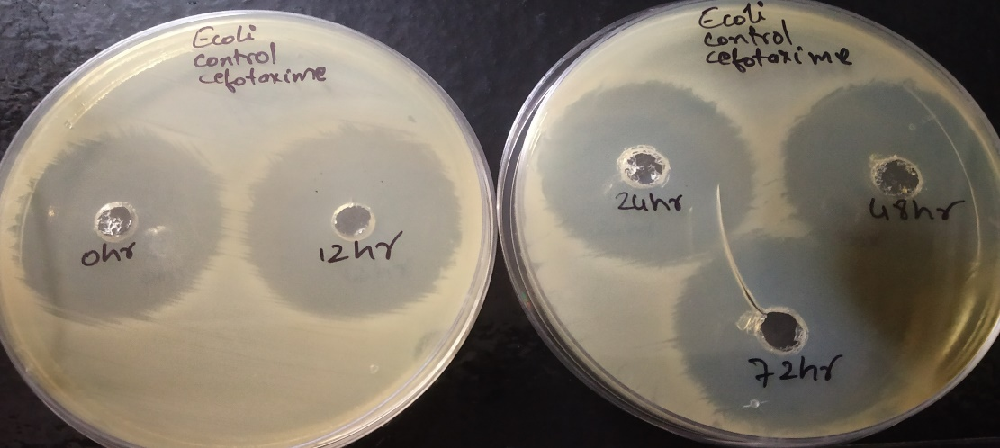 Ecoli
control
cefotaxime
0hr
12hr
Ecoli
control
cefotaxime
24hr
48hr
72hr